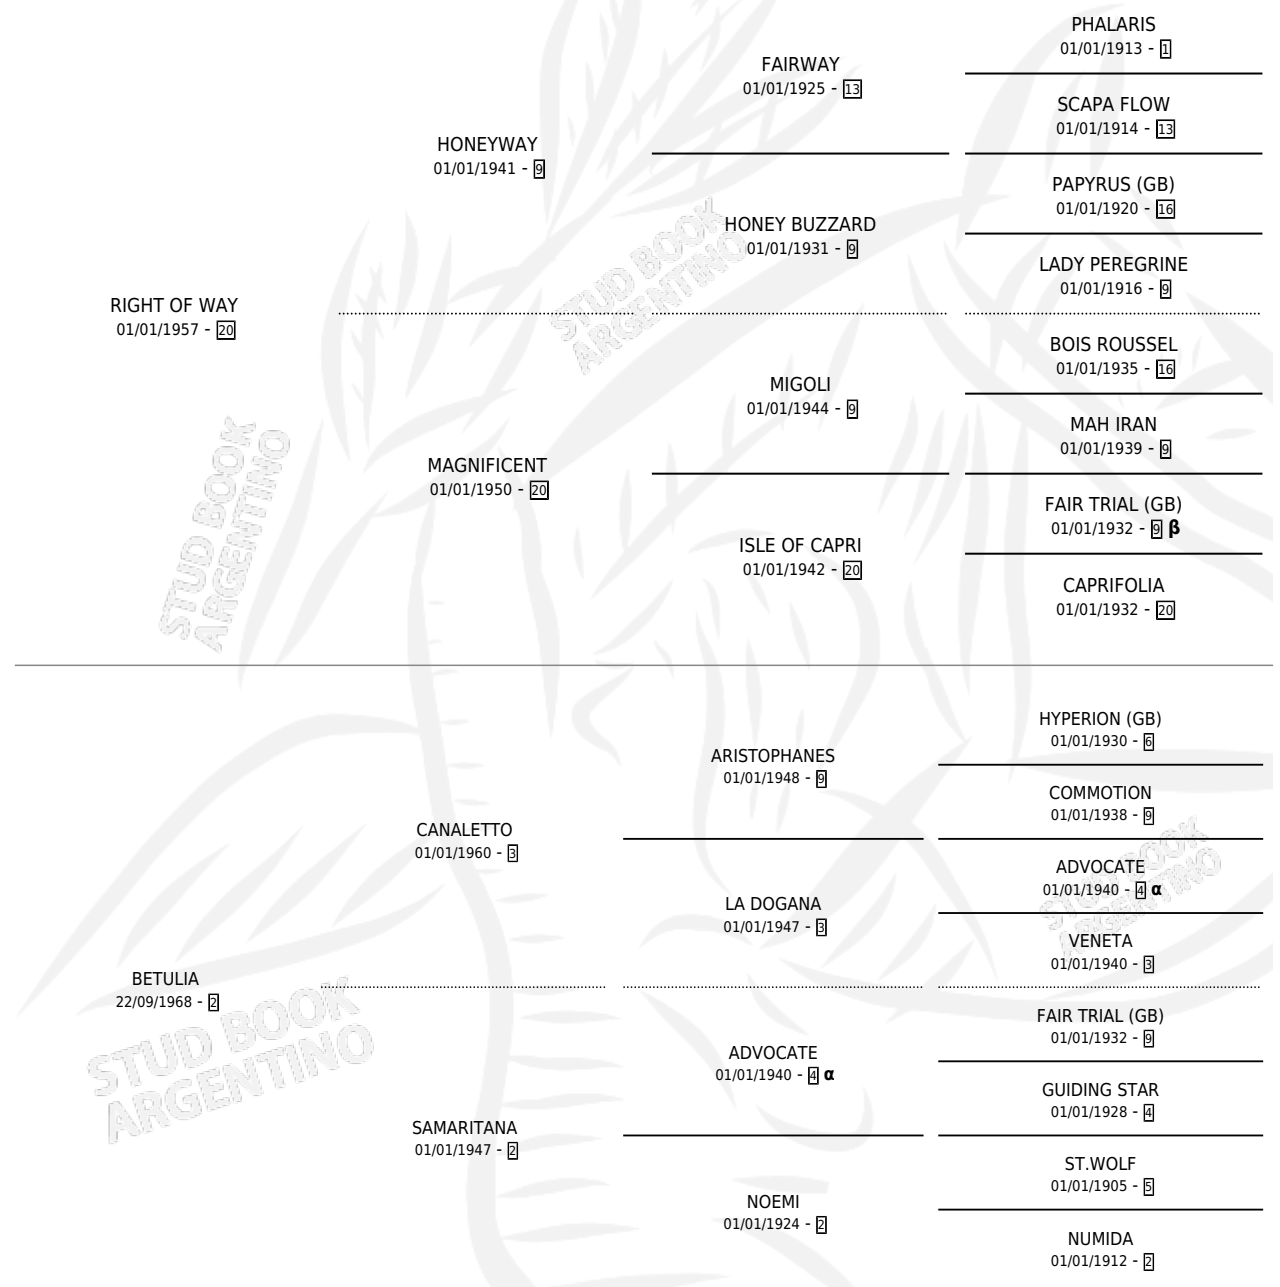 PHALARIS
01/01/1913 - 1
FAIRWAY
01/01/1925 - 13
SCAPA FLOW
01/01/1914 - 13
HONEYWAY
01/01/1941 - 9
PAPYRUS (GB)
01/01/1920 - 16
HONEY BUZZARD
01/01/1931 - 9
LADY PEREGRINE
01/01/1916 - 9
STUD BOOK
ARGENTINO
RIGHT OF WAY
01/01/1957 - 20
BOIS ROUSSEL
01/01/1935 - 16
MIGOLI
01/01/1944 - 9
MAH IRAN
01/01/1939 - 9
MAGNIFICENT
01/01/1950 - 20
FAIR TRIAL (GB)
01/01/1932 - 9 β
ISLE OF CAPRI
01/01/1942 - 20
CAPRIFOLIA
01/01/1932 - 20
STUD BOOK
ARGENTINO
HYPERION (GB)
01/01/1930 - 6
ARISTOPHANES
01/01/1948 - 9
COMMOTION
01/01/1938 - 9
CANALETTO
01/01/1960 - 3
ADVOCATE
01/01/1940 - 4 α
LA DOGANA
01/01/1947 - 3
VENETA
01/01/1940 - 3
STUD BOOK
ARGENTINO
BETULIA
22/09/1968 - 2
FAIR TRIAL (GB)
01/01/1932 - 9
ADVOCATE
01/01/1940 - 4 α
GUIDING STAR
01/01/1928 - 4
SAMARITANA
01/01/1947 - 2
ST.WOLF
01/01/1905 - 5
NOEMI
01/01/1924 - 2
NUMIDA
01/01/1912 - 2
STUD BOOK
ARGENTINO